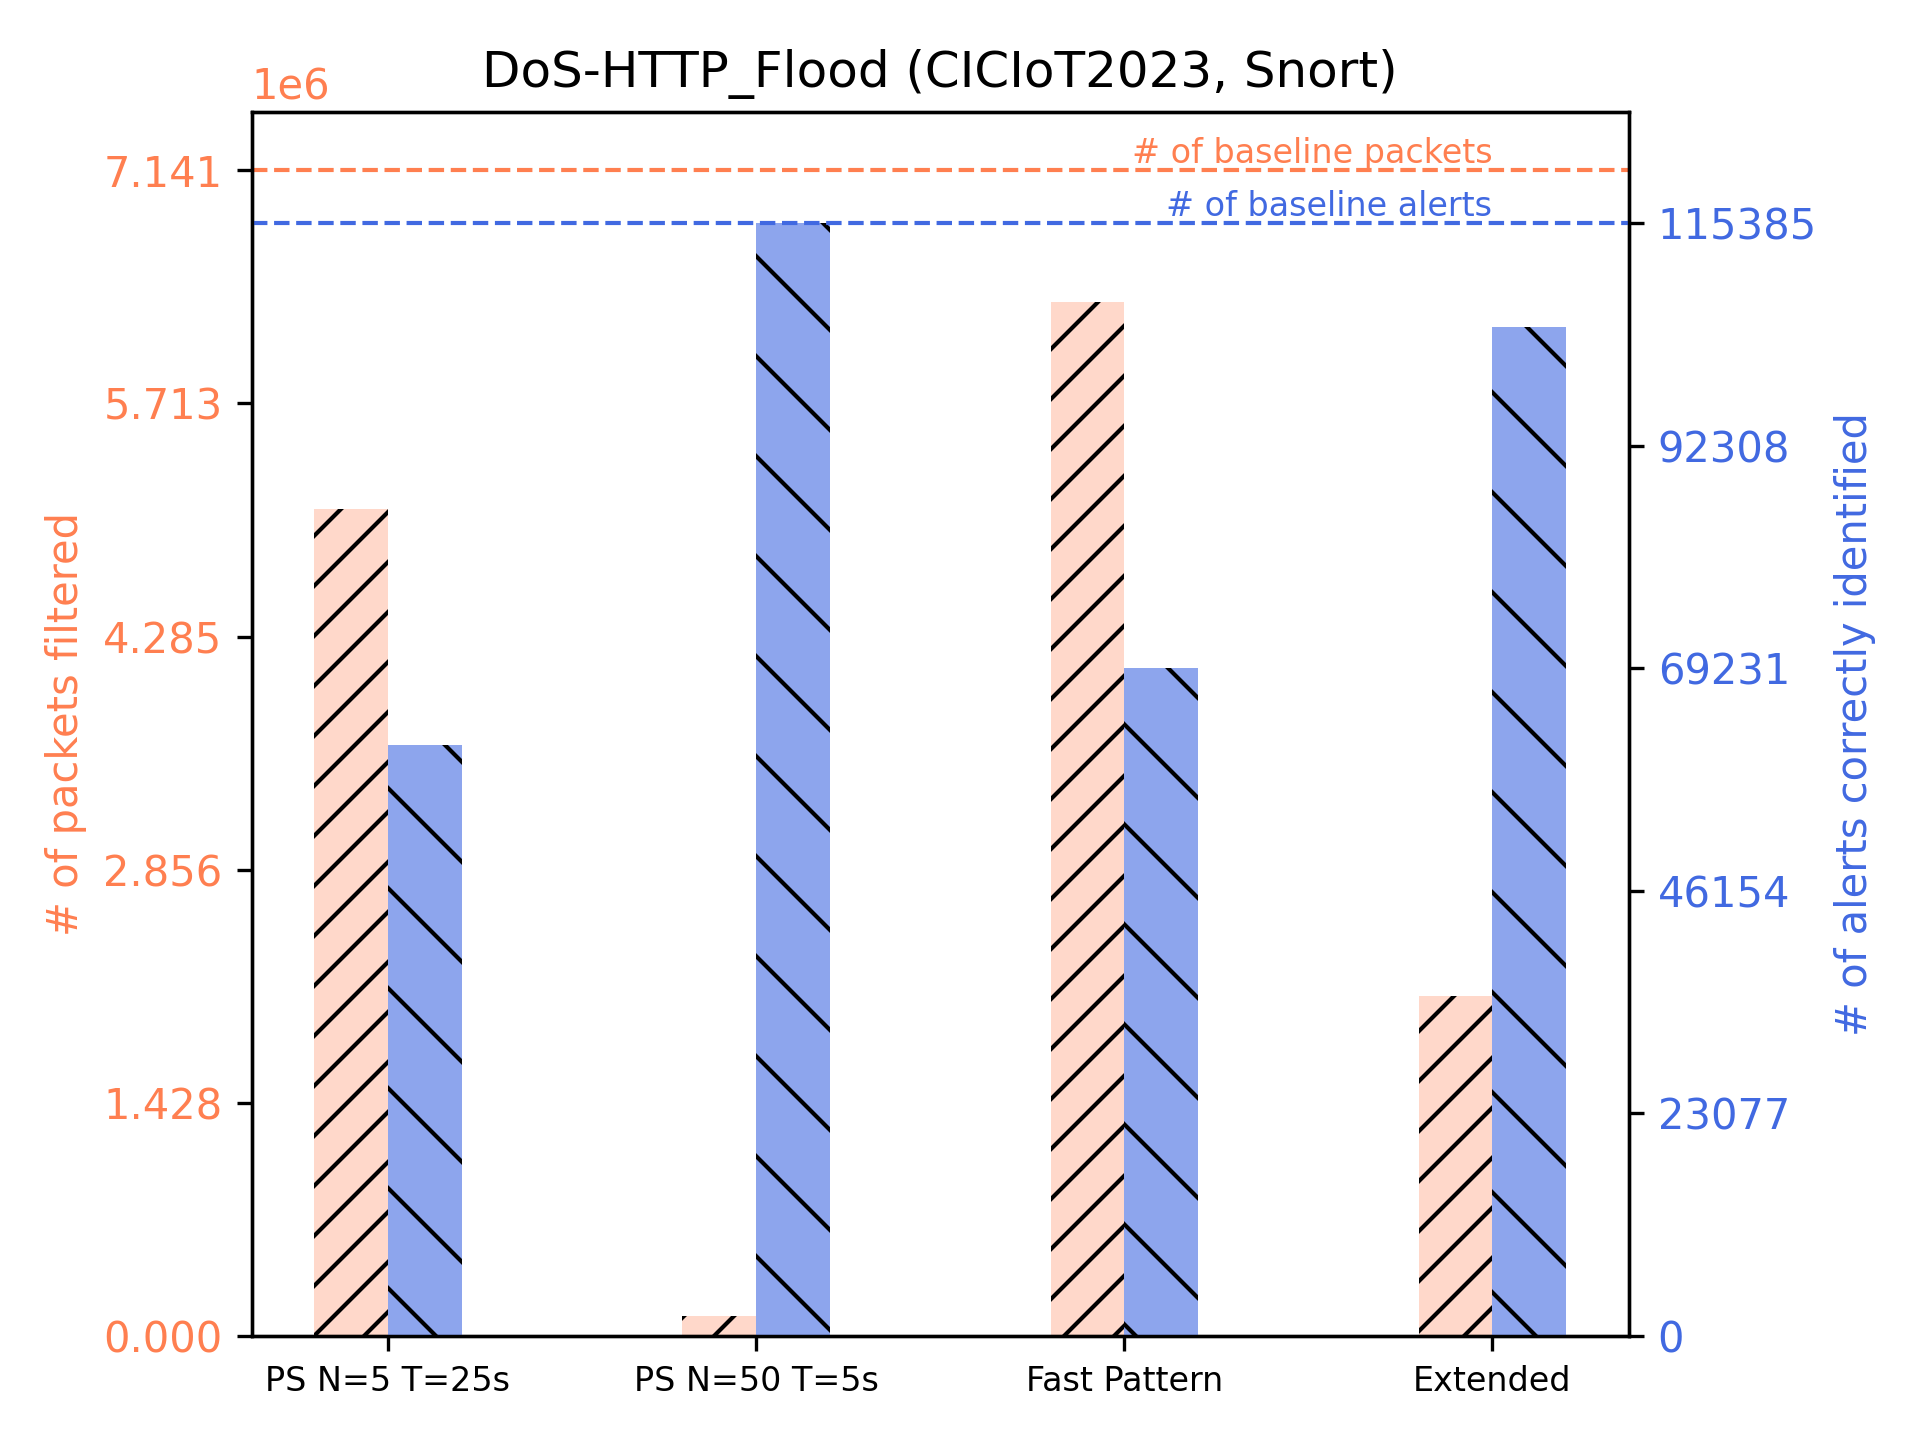 DoS-HTTP_Flood (CICIoT2023, Snort)
1e6
# of baseline packets
# of baseline alerts
7.141
5.713
4.285
2.856
1.428
0.000
# of packets filtered
115385
92308
69231
46154
23077
0
# of alerts correctly identified
PS N=5 T=25s
PS N=50 T=5s
Fast Pattern
Extended